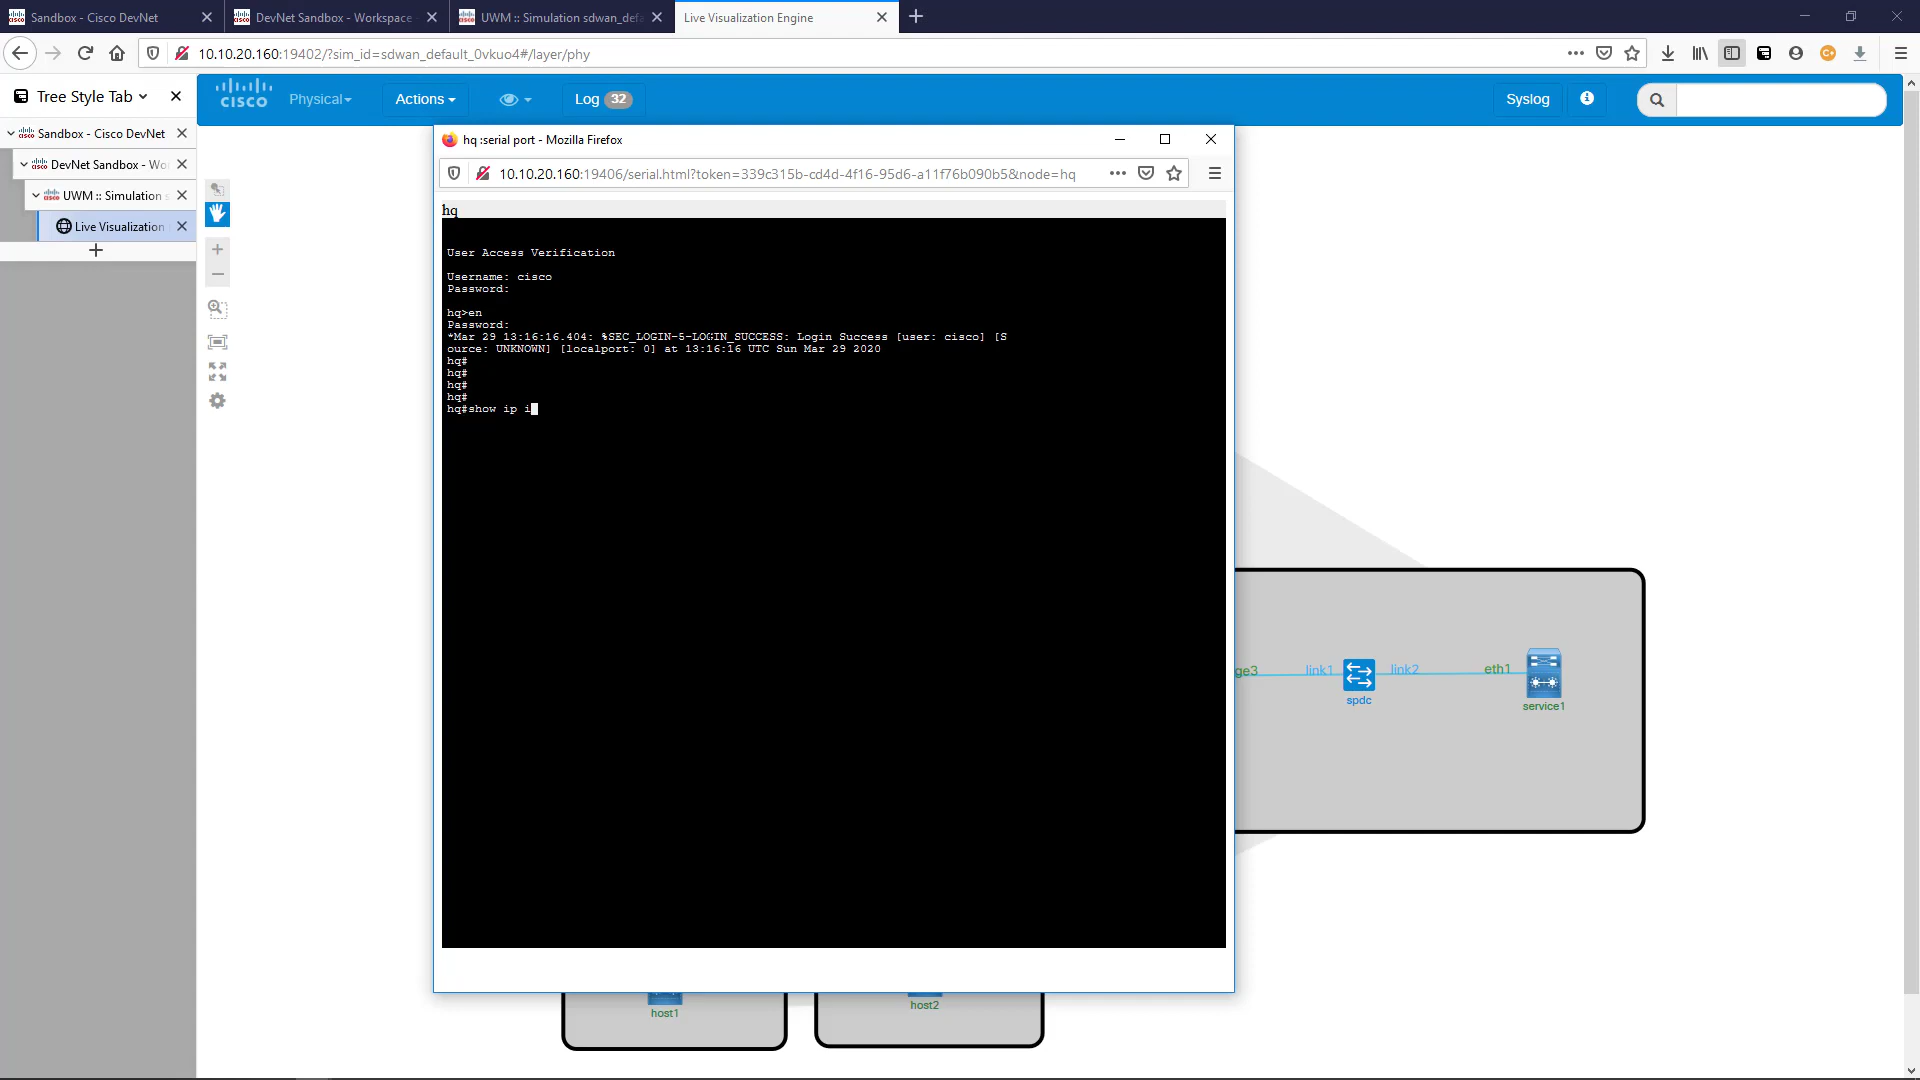 Sandbox - Cisco DevNet
DevNet Sandbox - Workspace
UWM :: Simulation sdwan_defa
Live Visualization Engine
10.10.20.160:19402/?sim_id=sdwan_default_0vkuo4#/layer/phy
Tree Style Tab
CISCO
Physical
Actions
Log 32
Syslog
Sandbox - Cisco DevNet
DevNet Sandbox - Wo
UWM :: Simulation s
Live Visualization
hq :serial port - Mozilla Firefox
10.10.20.160:19406/serial.html?token=339c315b-cd4d-4f16-95d6-a11f76b090b5&node=hq
hq
User Access Verification
Username: cisco
Password:
hq>en
Password:
*Mar 29 13:16:16.404: %SEC_LOGIN-5-LOGIN_SUCCESS: Login Success [user: cisco] [S
ource: UNKNOWN] [localport: 0] at 13:16:16 UTC Sun Mar 29 2020
hq#
hq#
hq#
hq#
hq#show ip i
ge3
link1
link2
eth1
spdc
service1
host1
host2